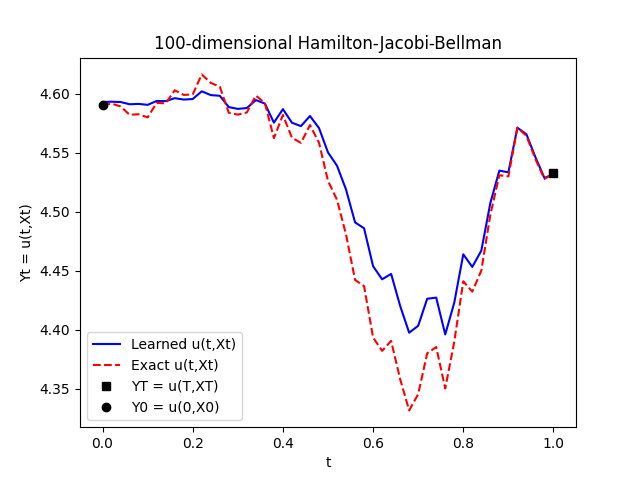 100-dimensional Hamilton-Jacobi-Bellman
4.60
4.55
4.50
4.45
4.40
4.35
Yt = u(t,Xt)
Learned u(t,Xt)
Exact u(t,Xt)
YT = u(T,XT)
Y0 = u(0,X0)
0.0 0.2 0.4 0.6 0.8 1.0
t